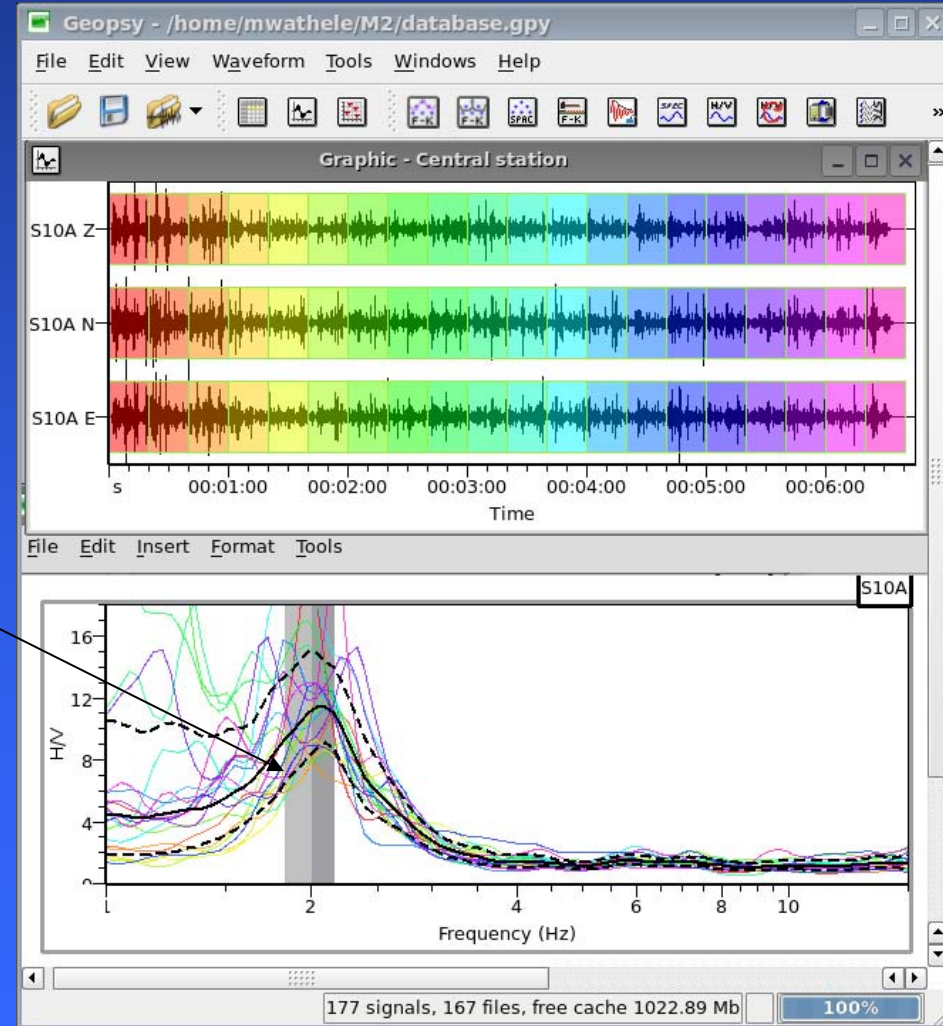 Geopsy - /home/mwathele/M2/database.gpy
File Edit View Waveform Tools Windows Help
F-K F-K SPAC F-K SPEC H/V »
Graphic - Central station
S10A Z
S10A N
S10A E
s 00:01:00 00:02:00 00:03:00 00:04:00 00:05:00 00:06:00
Time
File Edit Insert Format Tools
S10A
16
12
8
4
H/V
1 2 4 6 8 10
Frequency (Hz)
177 signals, 167 files, free cache 1022.89 Mb 100%